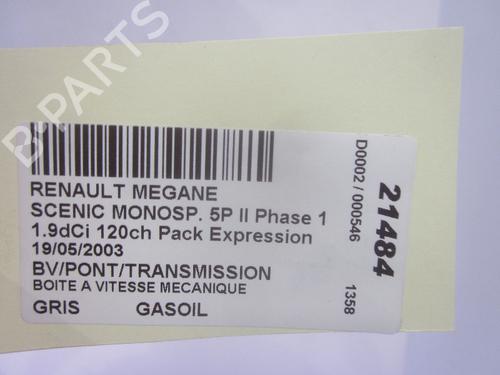 B-PARTS
RENAULT MEGANE
SCENIC MONOSP. 5P II Phase 1
1.9dCi 120ch Pack Expression
19/05/2003
BV/PONT/TRANSMISSION
BOITE A VITESSE MECANIQUE
GRIS GASOIL
D0002 / 000546
1358
21484